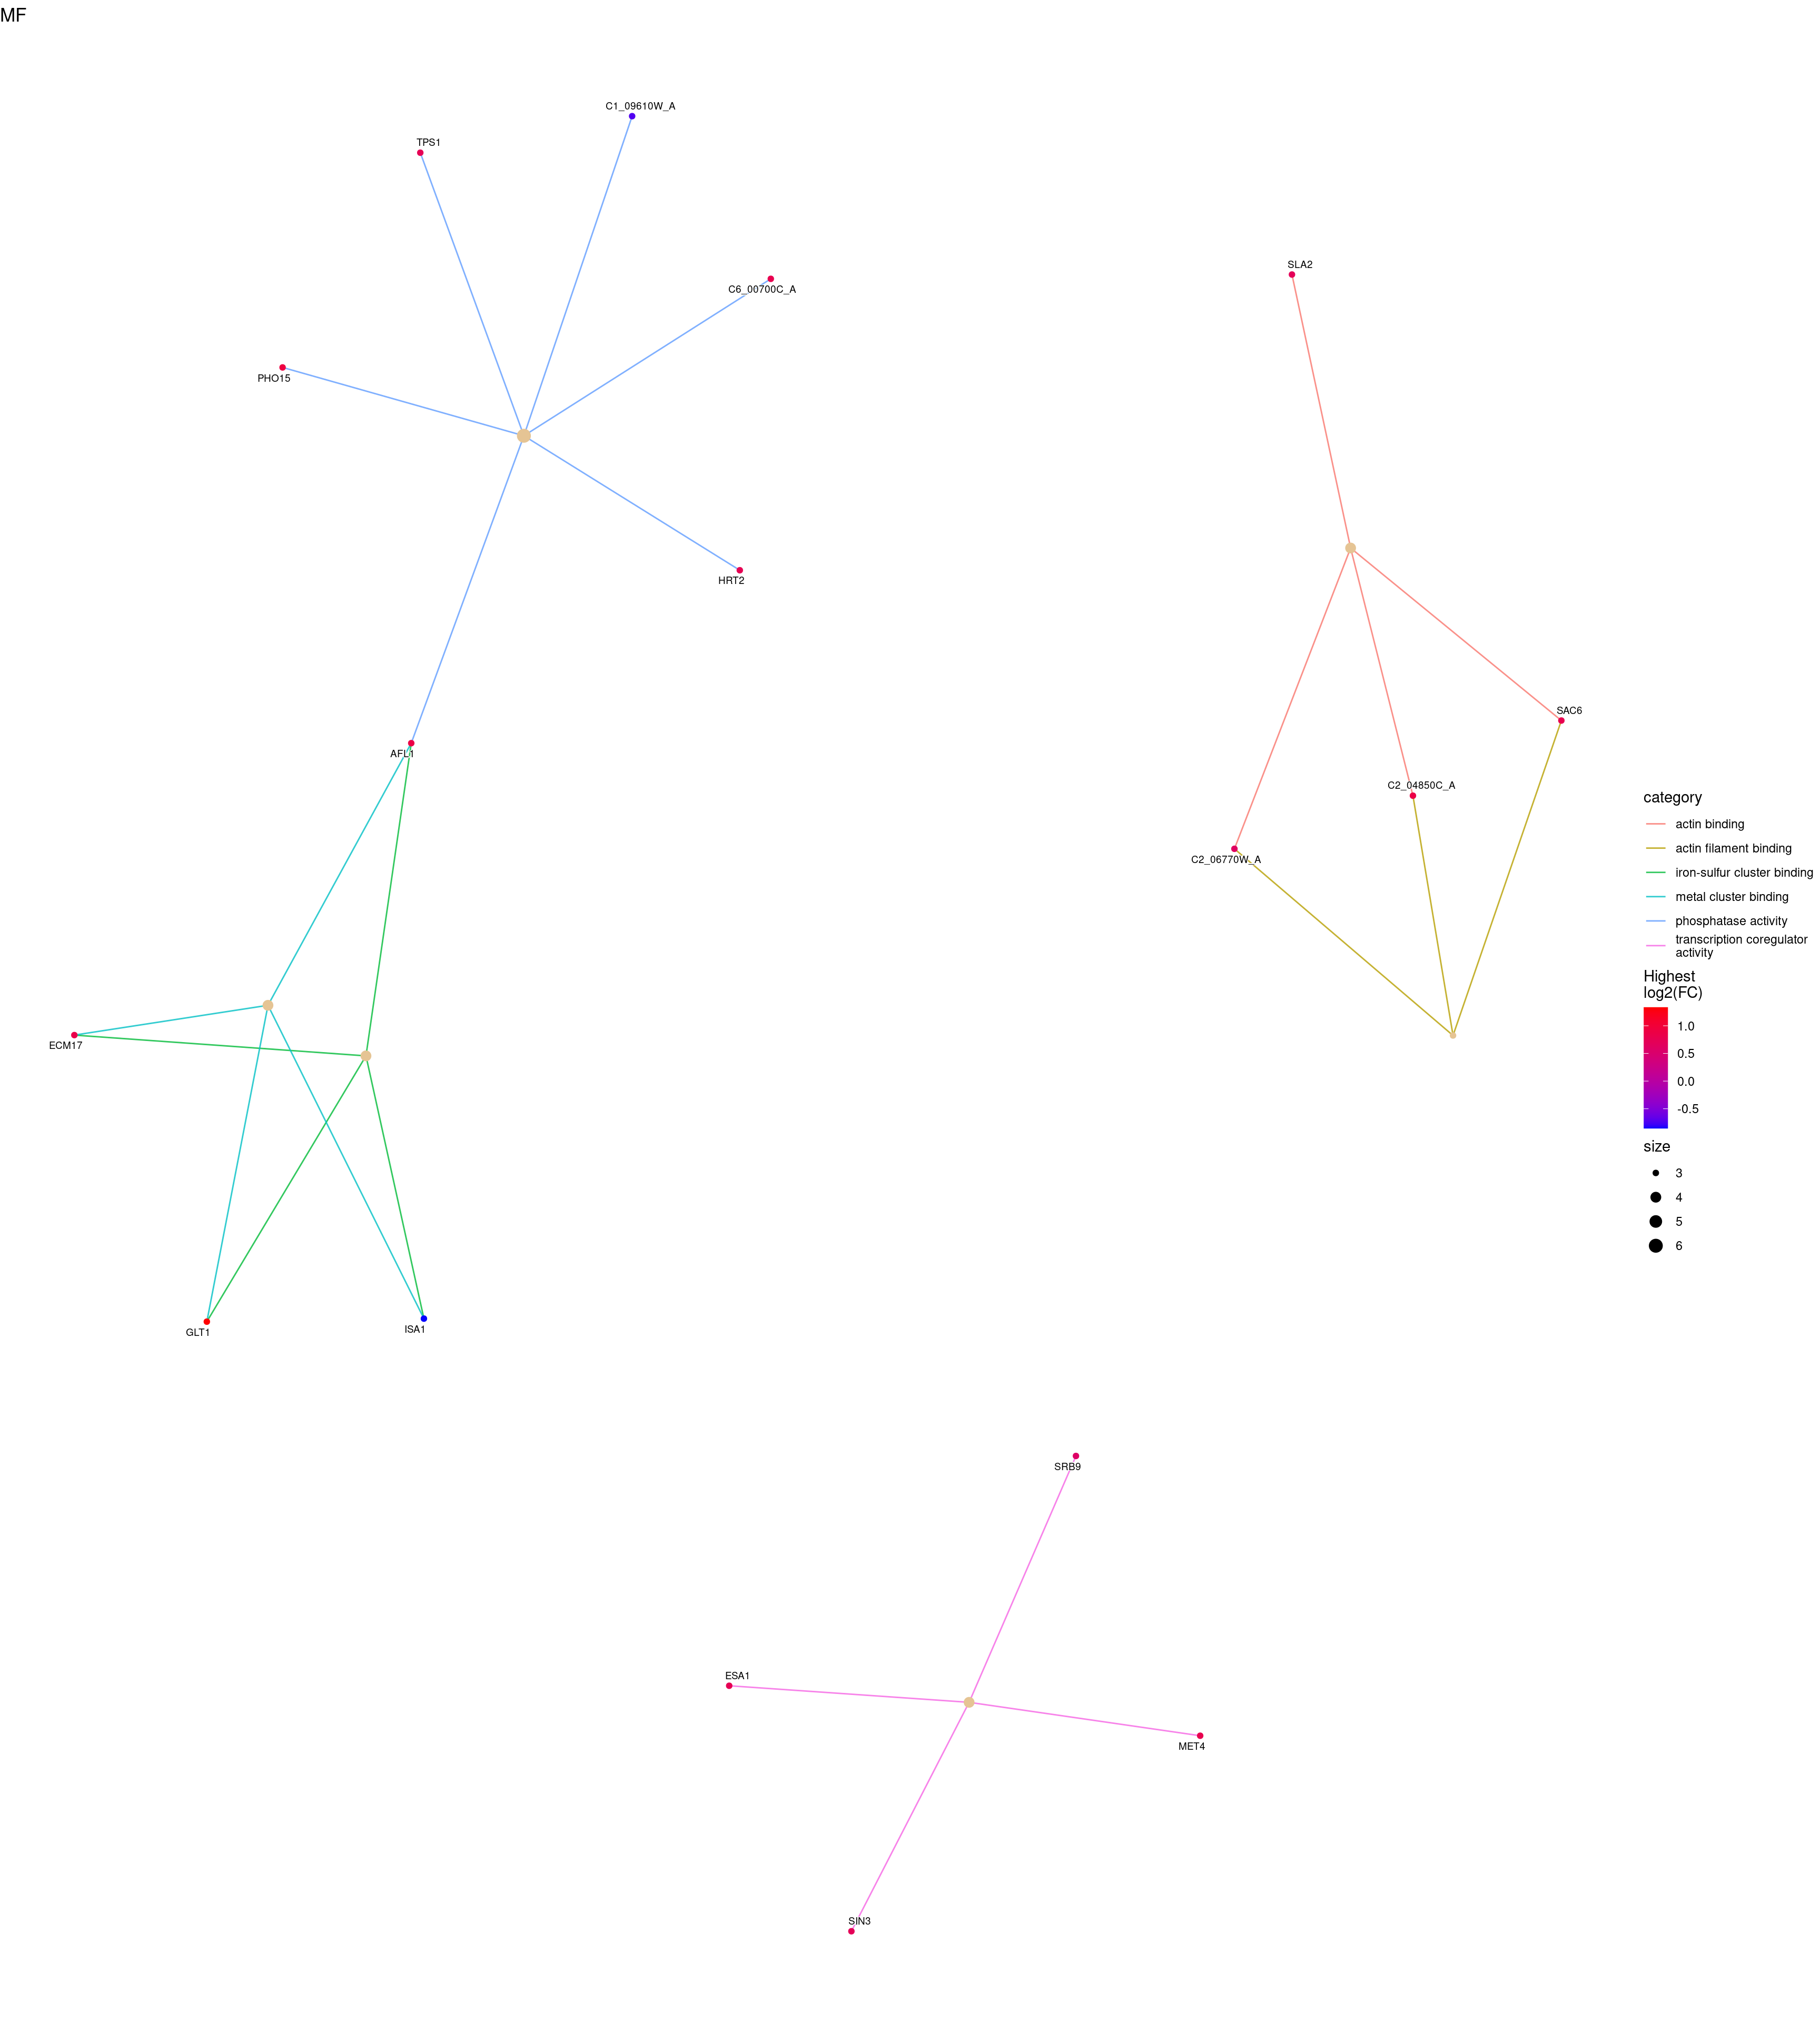 MF
C1_09610W_A
TPS1
SLA2
C6_00700C_A
PHO15
HRT2
SAC6
AFL1
C2_04850C_A
C2_06770W_A
category
actin binding
actin filament binding
iron-sulfur cluster binding
metal cluster binding
phosphatase activity
transcription coregulator
activity
Highest
log2(FC)
1.0
0.5
0.0
-0.5
size
3
4
5
6
ECM17
GLT1
ISA1
SRB9
ESA1
MET4
SIN3